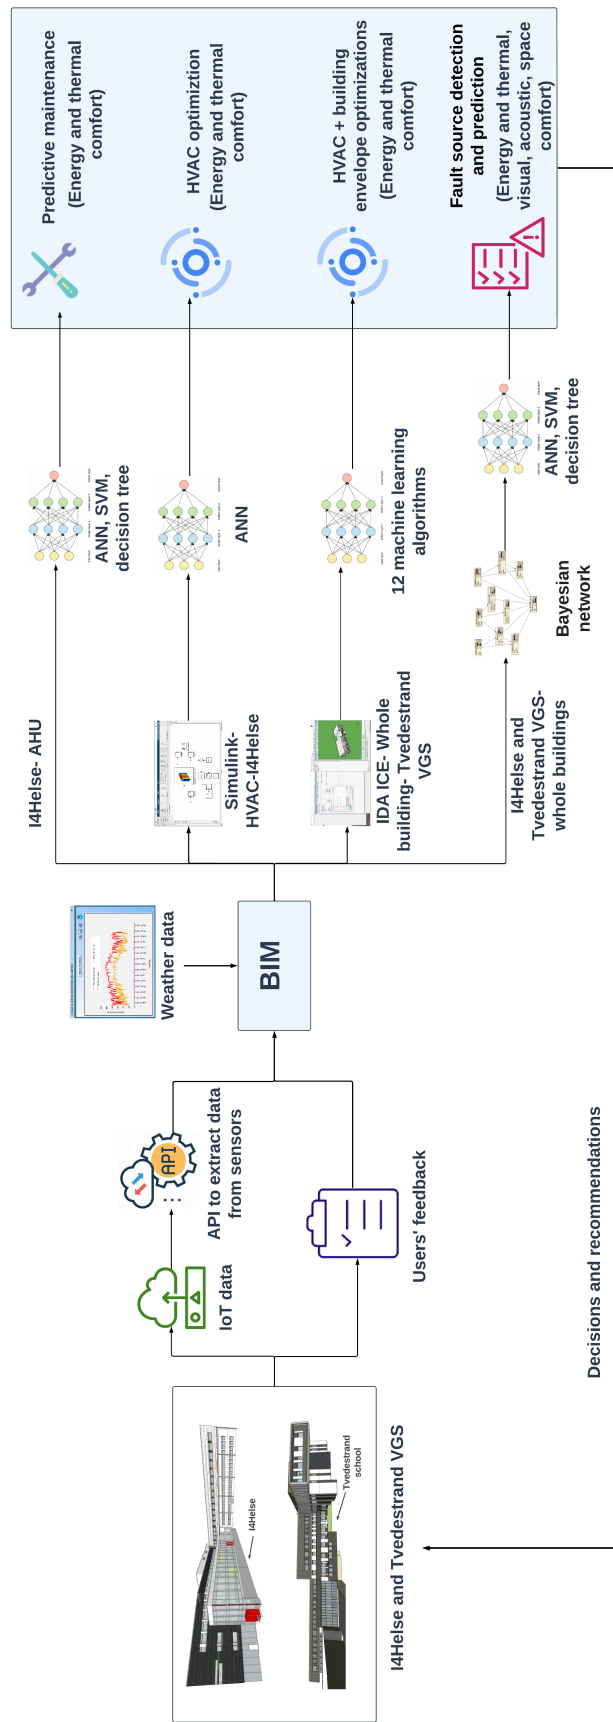 I4Helse
Tvedestrand
school
I4Helse and Tvedestrand VGS
IoT data
API
API to extract data
from sensors
Users' feedback
Weather data
BIM
I4Helse- AHU
ANN, SVM,
decision tree
Predictive maintenance
(Energy and thermal
comfort)
Simulink-
HVAC-I4Helse
ANN
HVAC optimiztion
(Energy and thermal
comfort)
IDA ICE- Whole
building- Tvedestrand
VGS
12 machine learning
algorithms
HVAC + building
envelope optimizations
(Energy and thermal
comfort)
I4Helse and
Tvedestrand VGS-
whole buildings
Bayesian
network
ANN, SVM,
decision tree
Fault source detection
and prediction
(Energy and thermal,
visual, acoustic, space
comfort)
Decisions and recommendations